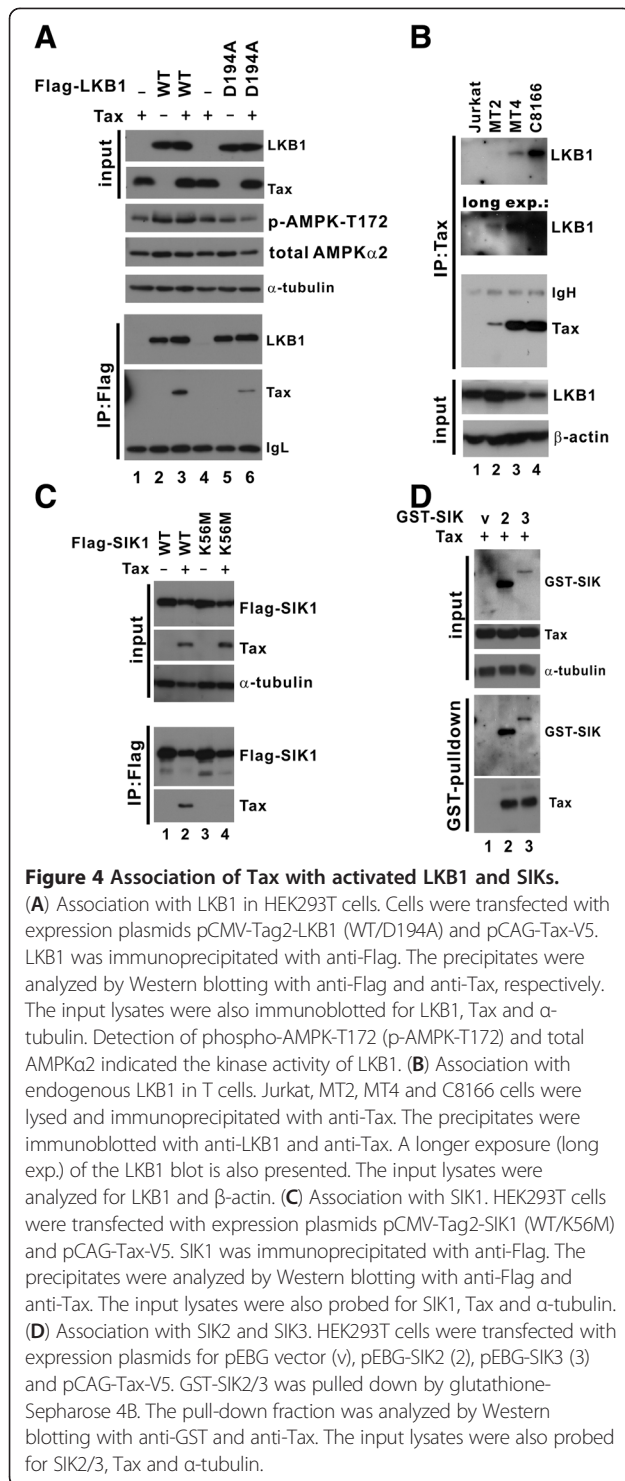 A
Flag-LKB1 – WT WT – D194A D194A
Tax + – + + – +
input
LKB1
Tax
p-AMPK-T172
total AMPKα2
α-tubulin
IP:Flag
LKB1
Tax
IgL
1 2 3 4 5 6
B
Jurkat MT2 MT4 C8166
IP:Tax
LKB1
long exp.:
LKB1
IgH
Tax
input
LKB1
β-actin
1 2 3 4
C
Flag-SIK1 WT WT K56M K56M
Tax – + – +
input
Flag-SIK1
Tax
α-tubulin
IP:Flag
Flag-SIK1
Tax
1 2 3 4
D
GST-SIK v 2 3
Tax + + +
input
GST-SIK
Tax
α-tubulin
GST-pulldown
GST-SIK
Tax
1 2 3
Figure 4 Association of Tax with activated LKB1 and SIKs.
(A) Association with LKB1 in HEK293T cells. Cells were transfected with
expression plasmids pCMV-Tag2-LKB1 (WT/D194A) and pCAG-Tax-V5.
LKB1 was immunoprecipitated with anti-Flag. The precipitates were
analyzed by Western blotting with anti-Flag and anti-Tax, respectively.
The input lysates were also immunoblotted for LKB1, Tax and α-
tubulin. Detection of phospho-AMPK-T172 (p-AMPK-T172) and total
AMPKα2 indicated the kinase activity of LKB1. (B) Association with
endogenous LKB1 in T cells. Jurkat, MT2, MT4 and C8166 cells were
lysed and immunoprecipitated with anti-Tax. The precipitates were
immunoblotted with anti-LKB1 and anti-Tax. A longer exposure (long
exp.) of the LKB1 blot is also presented. The input lysates were
analyzed for LKB1 and β-actin. (C) Association with SIK1. HEK293T cells
were transfected with expression plasmids pCMV-Tag2-SIK1 (WT/K56M)
and pCAG-Tax-V5. SIK1 was immunoprecipitated with anti-Flag. The
precipitates were analyzed by Western blotting with anti-Flag and
anti-Tax. The input lysates were also probed for SIK1, Tax and α-tubulin.
(D) Association with SIK2 and SIK3. HEK293T cells were transfected with
expression plasmids for pEBG vector (v), pEBG-SIK2 (2), pEBG-SIK3 (3)
and pCAG-Tax-V5. GST-SIK2/3 was pulled down by glutathione-
Sepharose 4B. The pull-down fraction was analyzed by Western
blotting with anti-GST and anti-Tax. The input lysates were also probed
for SIK2/3, Tax and α-tubulin.